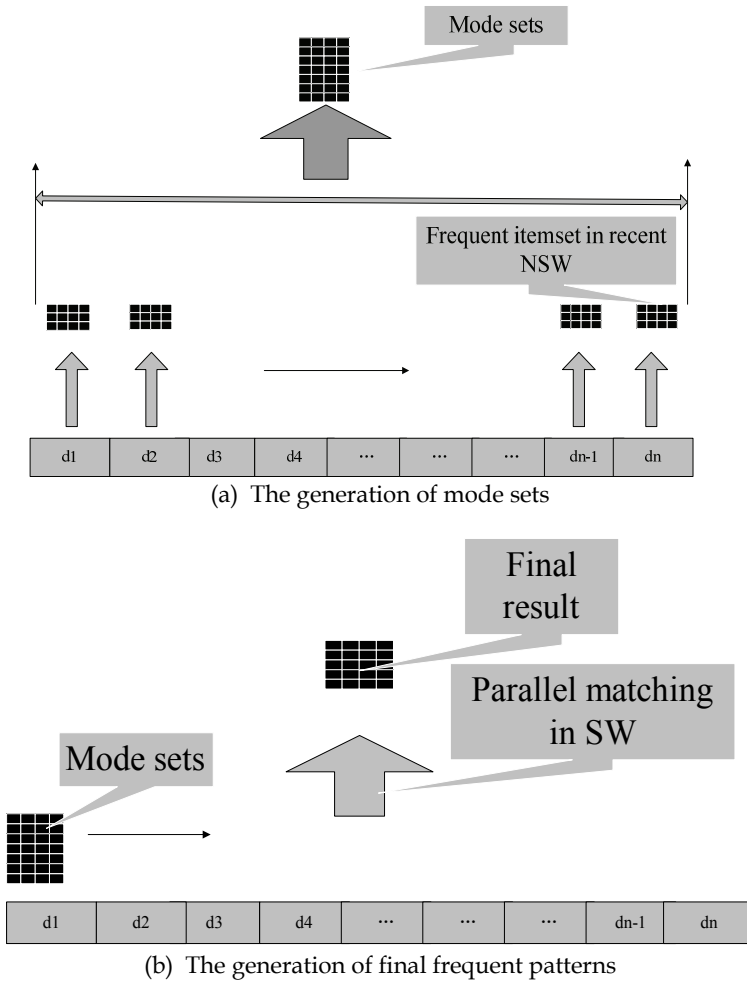 Mode sets
Frequent itemset in recent
NSW
d1 d2 d3 d4 ... ... ... dn-1 dn
(a) The generation of mode sets
Final
result
Parallel matching
in SW
Mode sets
d1 d2 d3 d4 ... ... ... dn-1 dn
(b) The generation of final frequent patterns